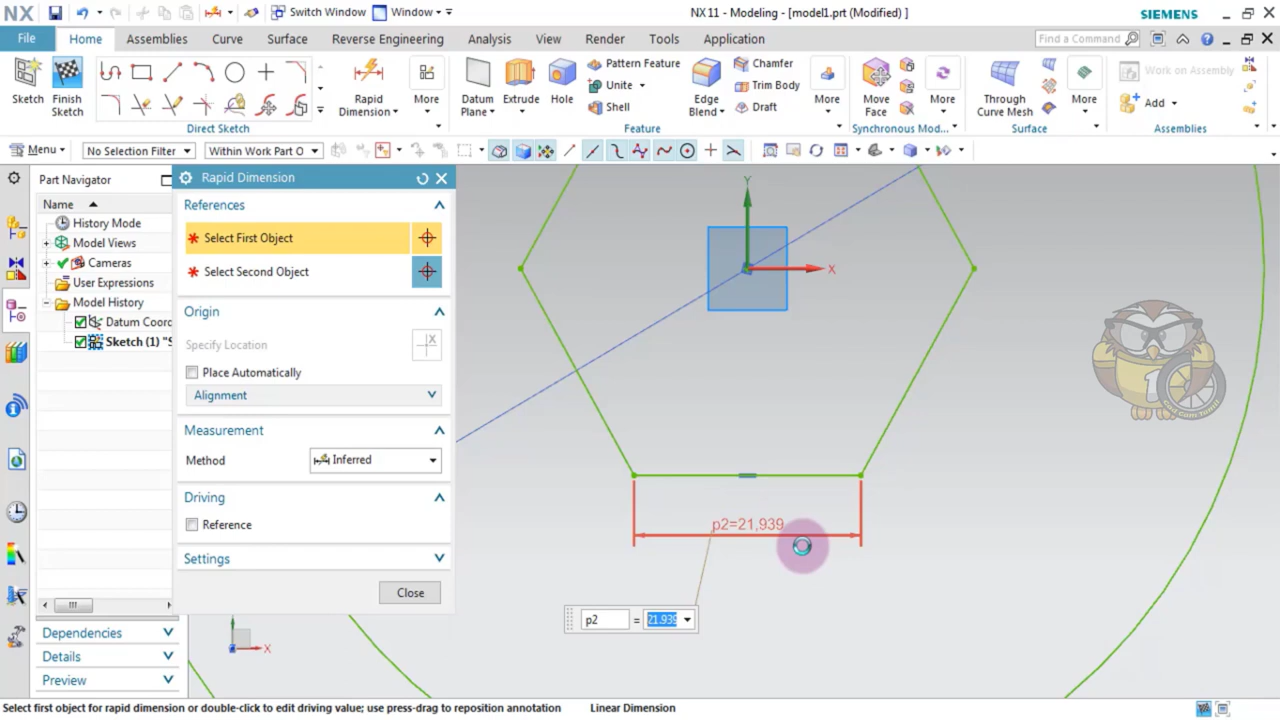 NX
Switch Window
Window
NX 11 - Modeling - [model1.prt (Modified) ]
SIEMENS
File
Home
Assemblies
Curve
Surface
Reverse Engineering
Analysis
View
Render
Tools
Application
Find a Command
Sketch
Finish
Sketch
Rapid
Dimension
More
Direct Sketch
Datum
Plane
Extrude
Hole
Pattern Feature
Unite
Shell
Edge
Blend
Chamfer
Trim Body
Draft
More
Feature
Move
Face
More
Synchronous Mod...
Through
Curve Mesh
More
Surface
Work on Assembly
Add
Assemblies
Menu
No Selection Filter
Within Work Part O
Part Navigator
Name
History Mode
Model Views
Cameras
User Expressions
Model History
Datum Coord
Sketch (1) "S
Dependencies
Details
Preview
Rapid Dimension
References
* Select First Object
* Select Second Object
Origin
Specify Location
Place Automatically
Alignment
Measurement
Method
Inferred
Driving
Reference
Settings
Close
Y
X
p2=21,939
p2 = 21.939
X
Select first object for rapid dimension or double-click to edit driving value; use press-drag to reposition annotation
Linear Dimension